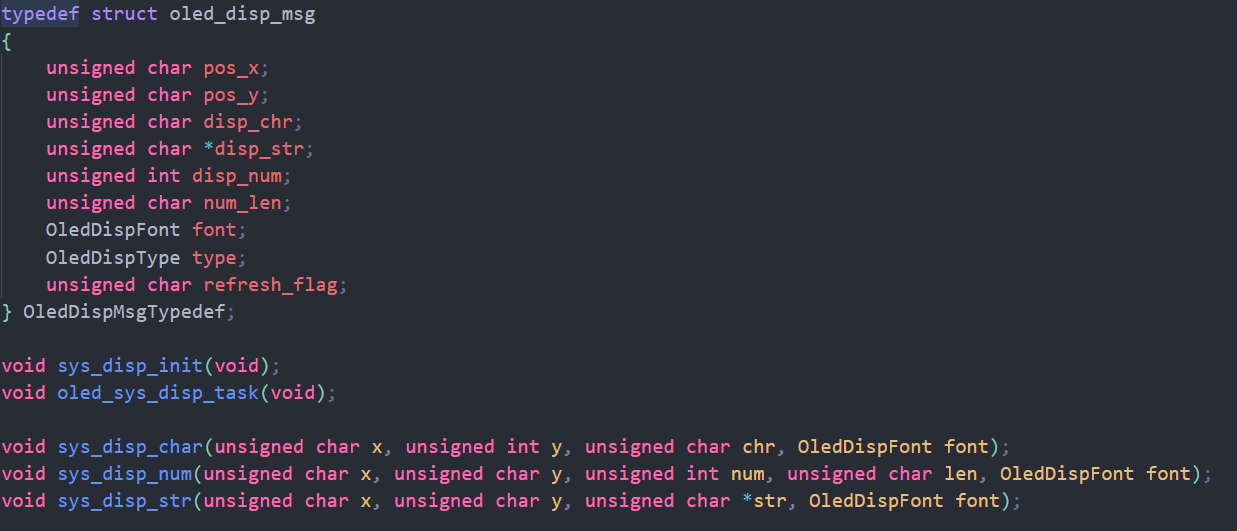 typedef struct oled_disp_msg
{
    unsigned char pos_x;
    unsigned char pos_y;
    unsigned char disp_chr;
    unsigned char *disp_str;
    unsigned int disp_num;
    unsigned char num_len;
    OledDispFont font;
    OledDispType type;
    unsigned char refresh_flag;
} OledDispMsgTypedef;

void sys_disp_init(void);
void oled_sys_disp_task(void);

void sys_disp_char(unsigned char x, unsigned int y, unsigned char chr, OledDispFont font);
void sys_disp_num(unsigned char x, unsigned char y, unsigned int num, unsigned char len, OledDispFont font);
void sys_disp_str(unsigned char x, unsigned char y, unsigned char *str, OledDispFont font);